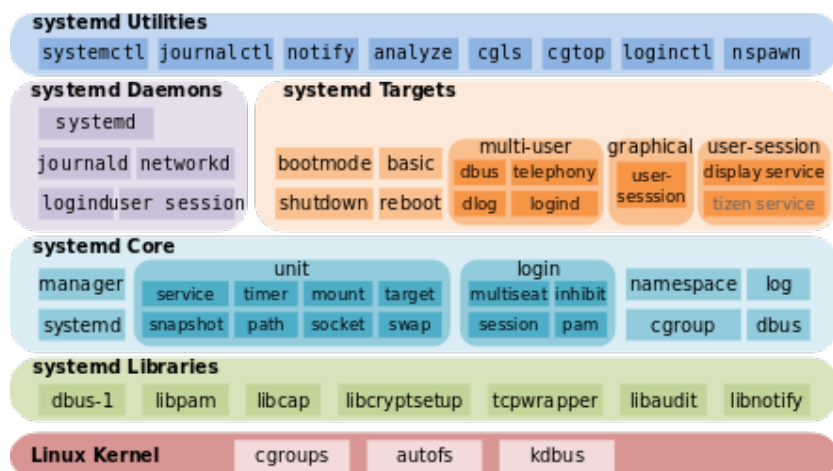 systemd Utilities
systemctl journalctl notify analyze cgls cgtop loginctl nspawn
systemd Daemons
systemd
journald networkd
logind user session
systemd Targets
bootmode basic
shutdown reboot
multi-user
dbus telephony
dlog logind
graphical
user-
sesssion
user-session
display service
tizen service
systemd Core
manager
systemd
unit
service timer mount target
snapshot path socket swap
login
multiseat inhibit
session pam
namespace log
cgroup dbus
systemd Libraries
dbus-1 libpam libcap libcryptsetup tcpwrapper libaudit libnotify
Linux Kernel cgroups autofs kdbus